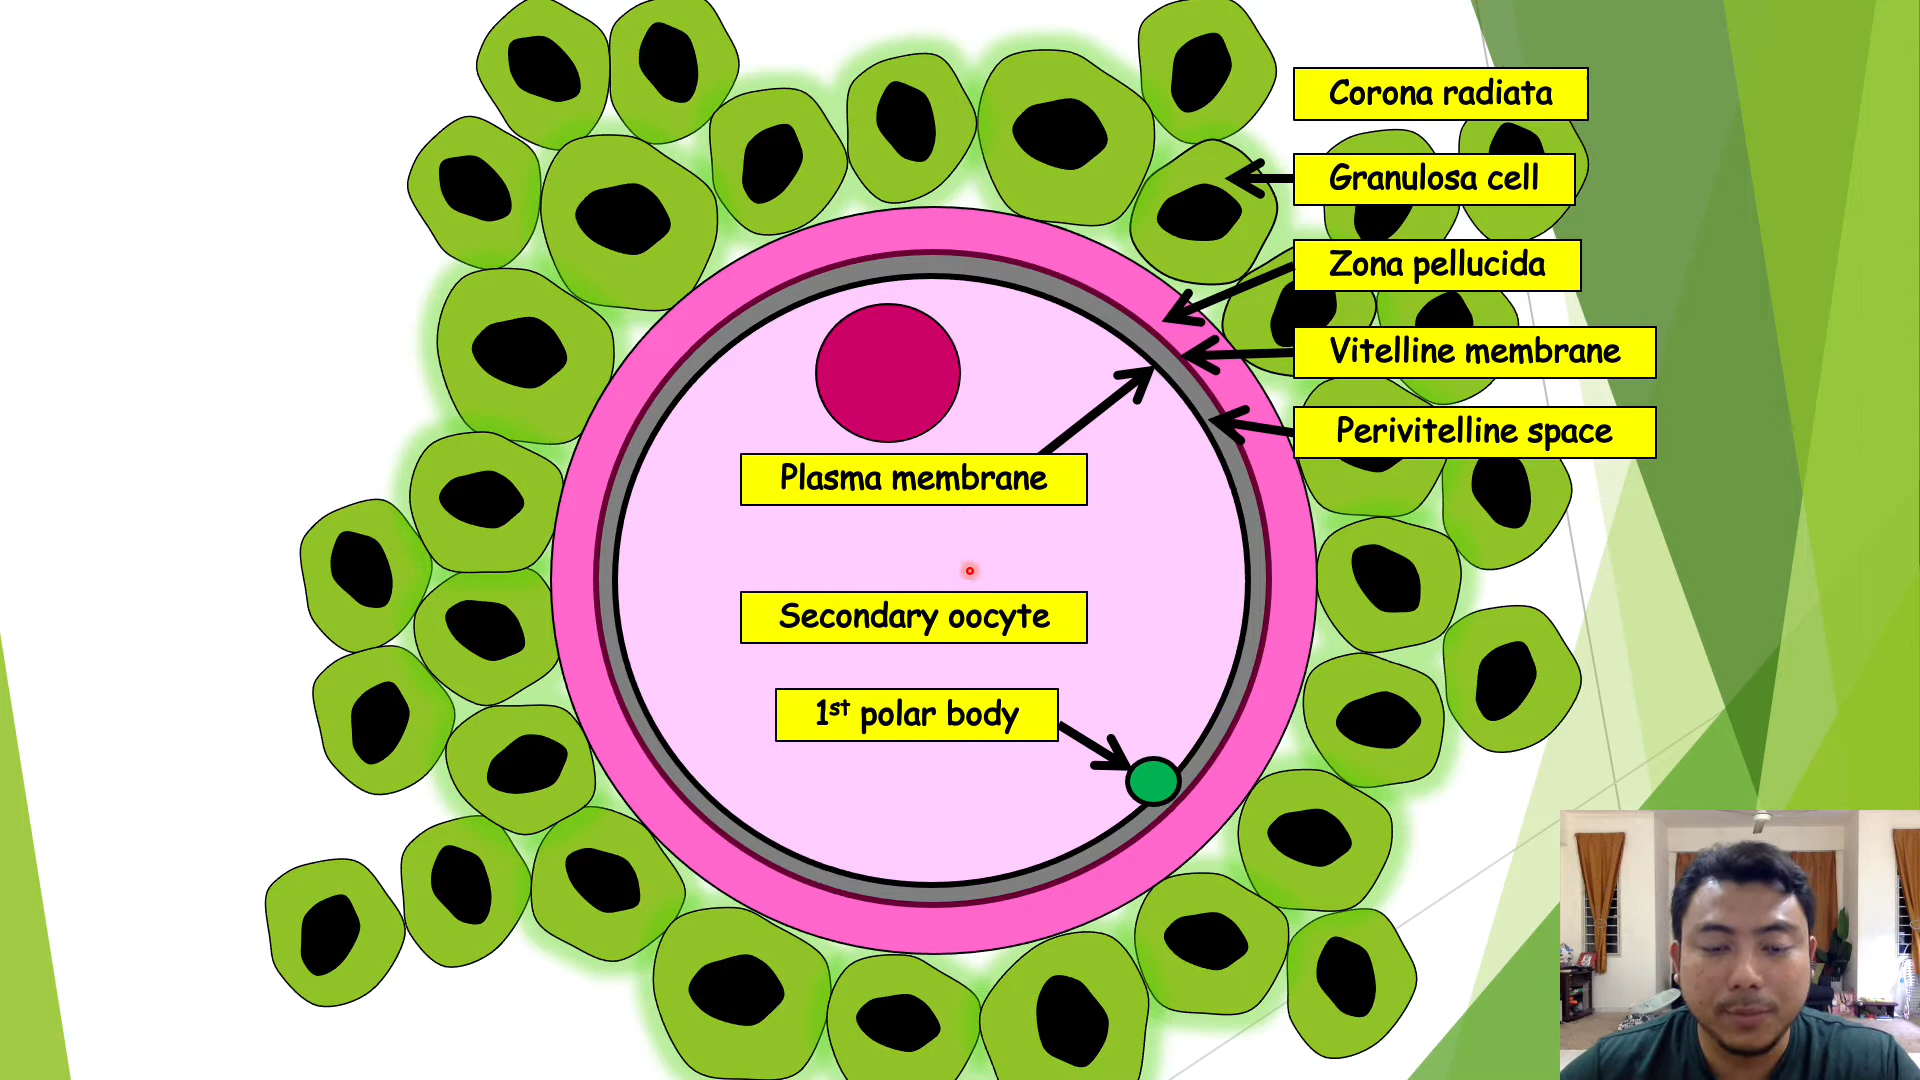 Corona radiata
Granulosa cell
Zona pellucida
Vitelline membrane
Perivitelline space
Plasma membrane
Secondary oocyte
1st polar body